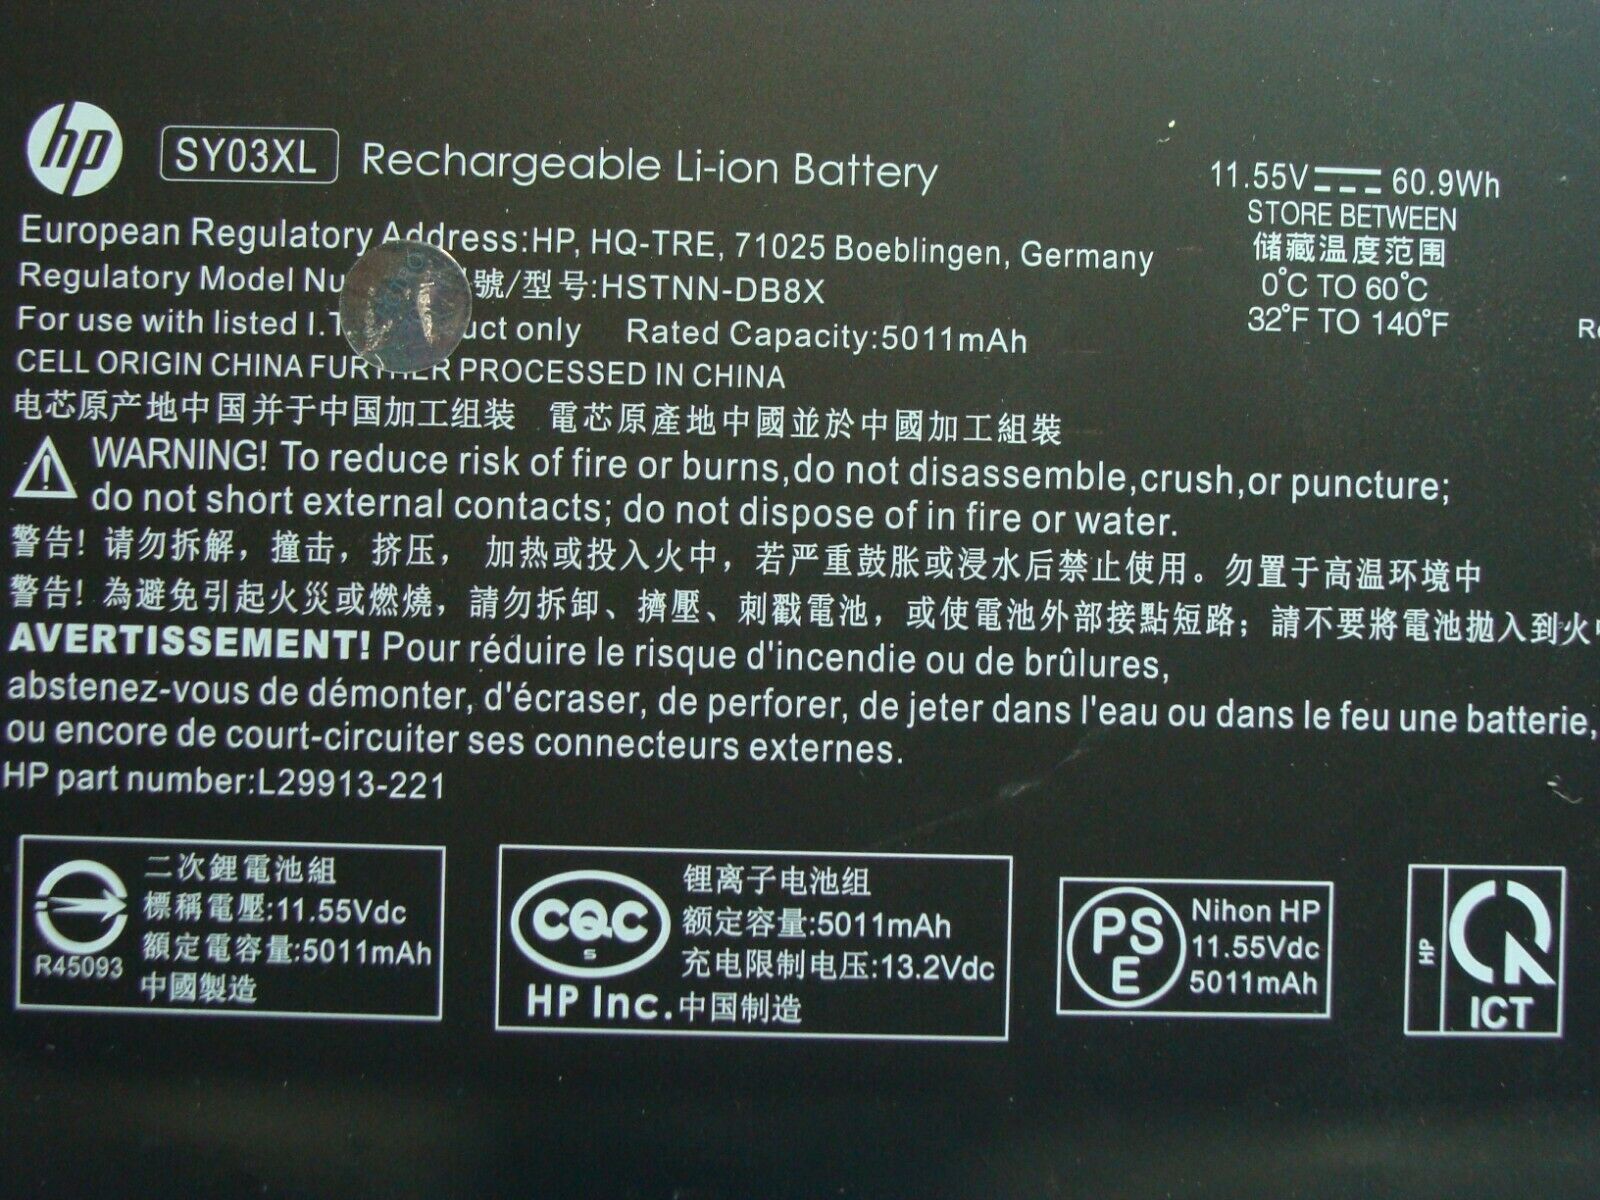 hp SY03XL Rechargeable Li-ion Battery
11.55V 60.9Wh
STORE BETWEEN
储藏温度范围
0°C TO 60°C
32°F TO 140°F
European Regulatory Address:HP, HQ-TRE, 71025 Boeblingen, Germany
Regulatory Model 號/型号:HSTNN-DB8X
For use with listed only Rated Capacity:5011mAh
CELL ORIGIN CHINA FURTHER PROCESSED IN CHINA
电芯原产地中国并于中国加工组装 電芯原產地中國並於中國加工組裝
WARNING! To reduce risk of fire or burns,do not disassemble,crush,or puncture;
do not short external contacts; do not dispose of in fire or water.
警告! 请勿拆解，撞击，挤压， 加热或投入火中，若严重鼓胀或浸水后禁止使用。勿置于高温环境中
警告! 為避免引起火災或燃燒，請勿拆卸、擠壓、刺戳電池，或使電池外部接點短路；請不要將電池拋入到火
AVERTISSEMENT! Pour réduire le risque d'incendie ou de brûlures,
abstenez-vous de démonter, d'écraser, de perforer, de jeter dans l'eau ou dans le feu une batterie,
ou encore de court-circuiter ses connecteurs externes.
HP part number:L29913-221
二次鋰電池組
標稱電壓:11.55Vdc
額定電容量:5011mAh
R45093
中國製造
CQC
S
锂离子电池组
额定容量:5011mAh
充电限制电压:13.2Vdc
HP Inc.中国制造
PS
E
Nihon HP
11.55Vdc
5011mAh
HP
ICT